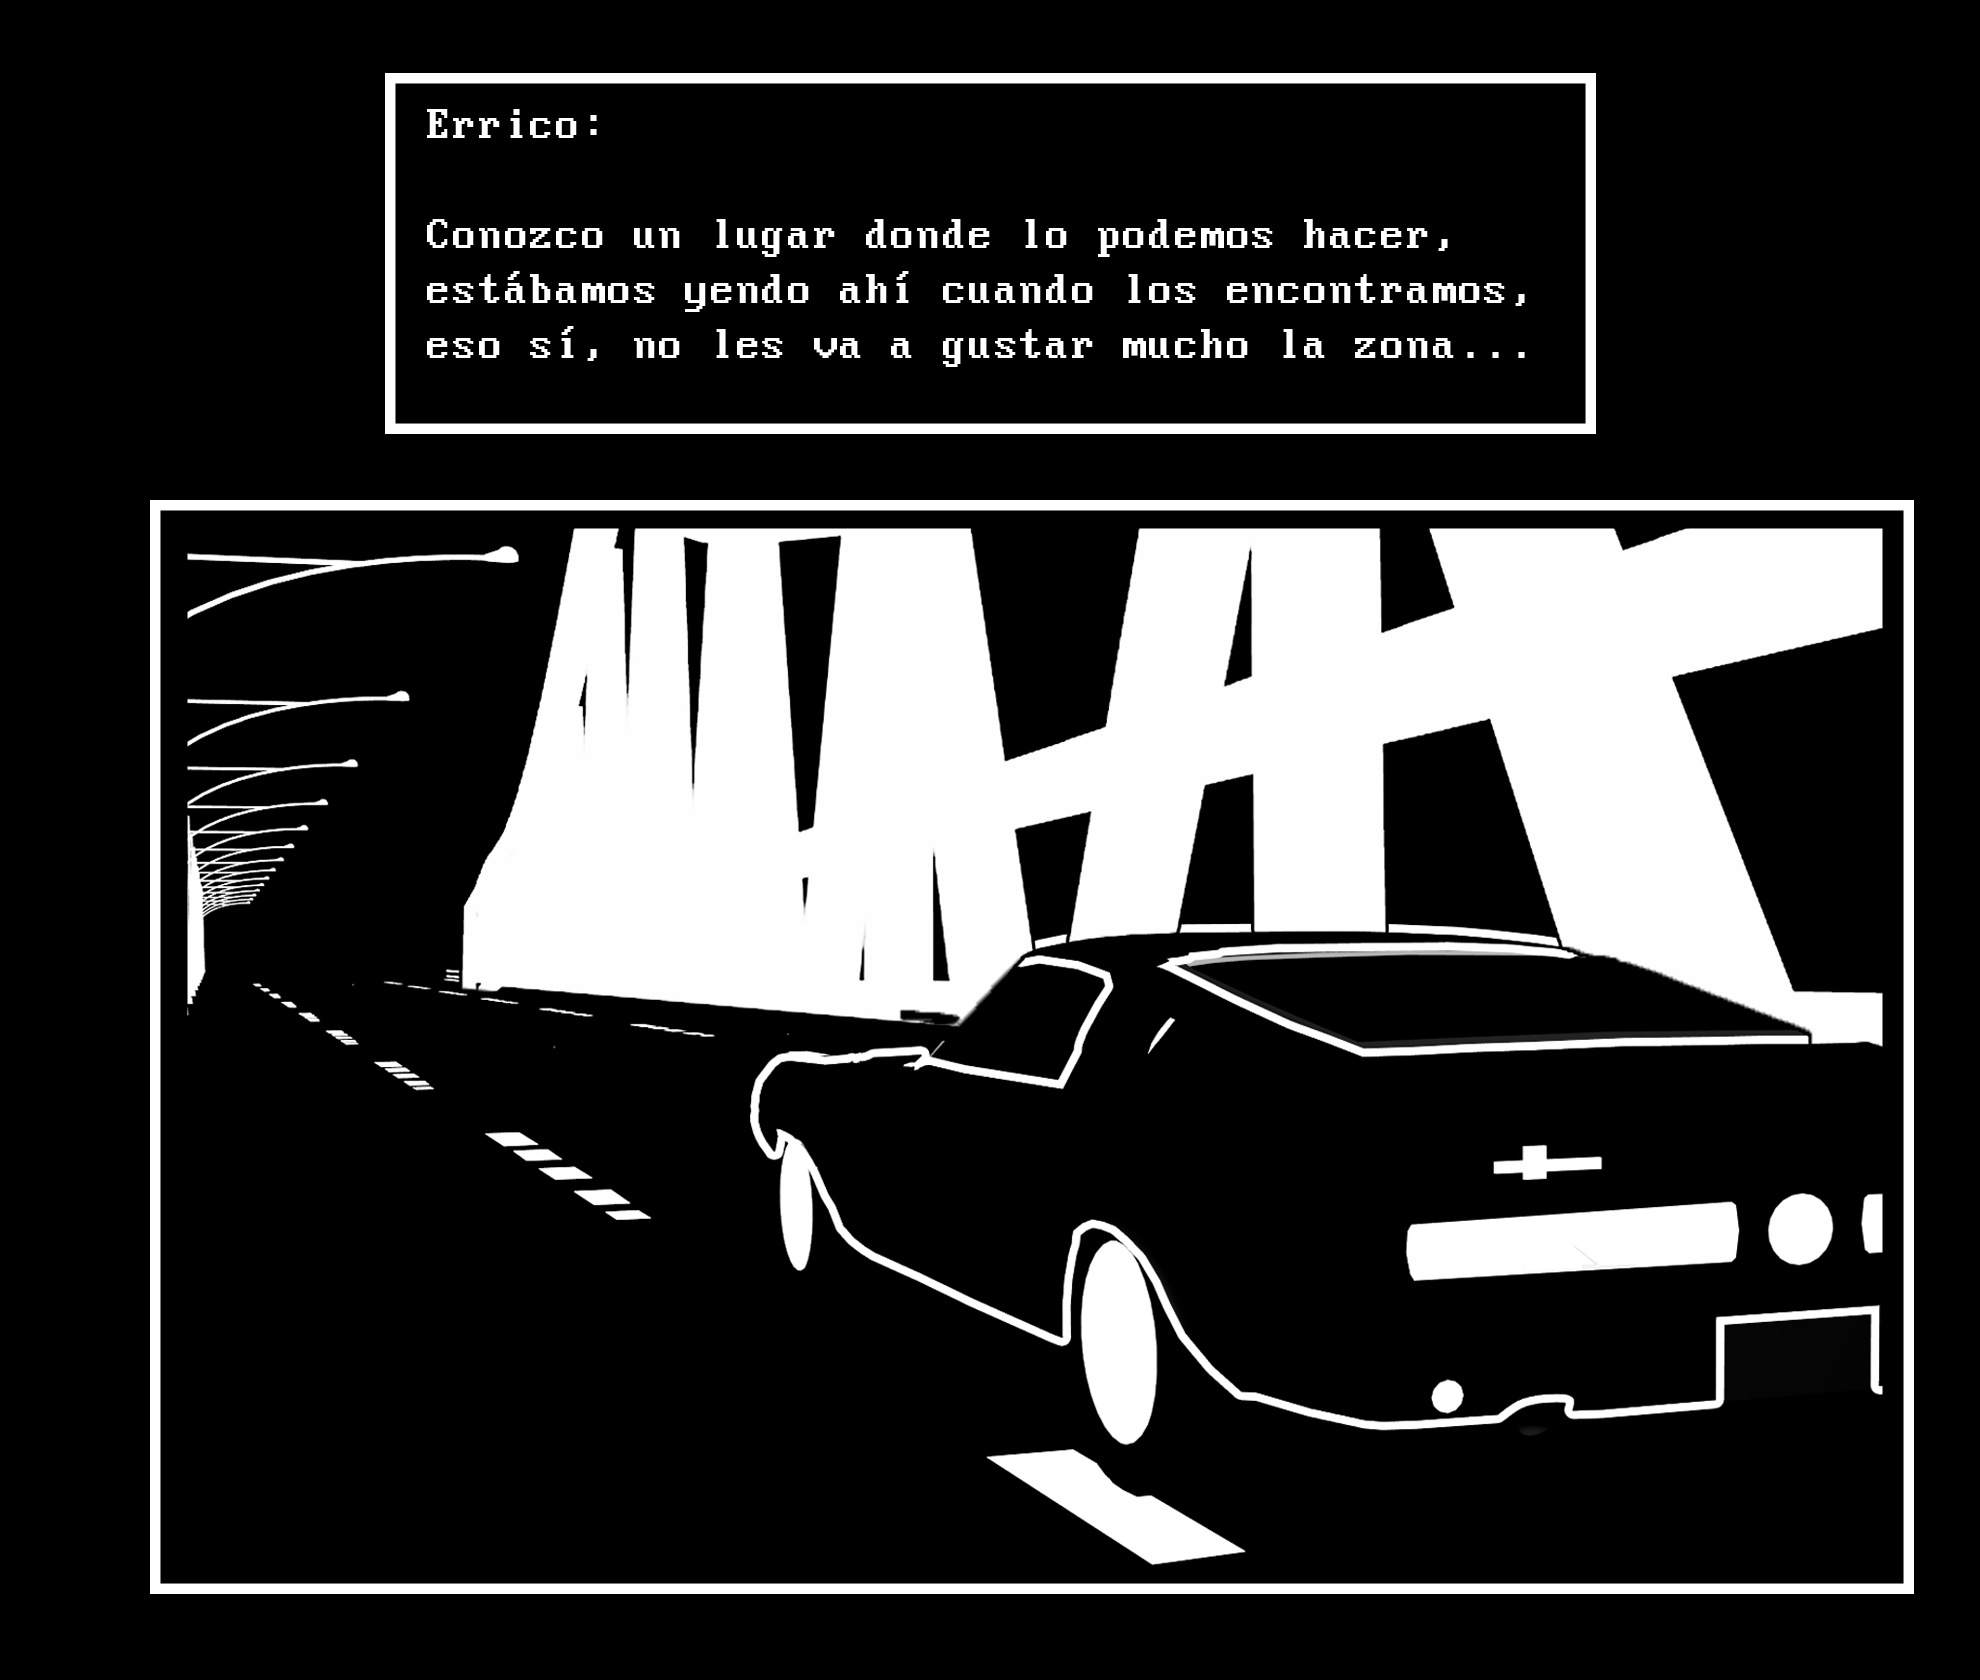 Errico:
Conozco un lugar donde lo podemos hacer,
estábamos yendo ahí cuando los encontramos,
eso sí, no les va a gustar mucho la zona...